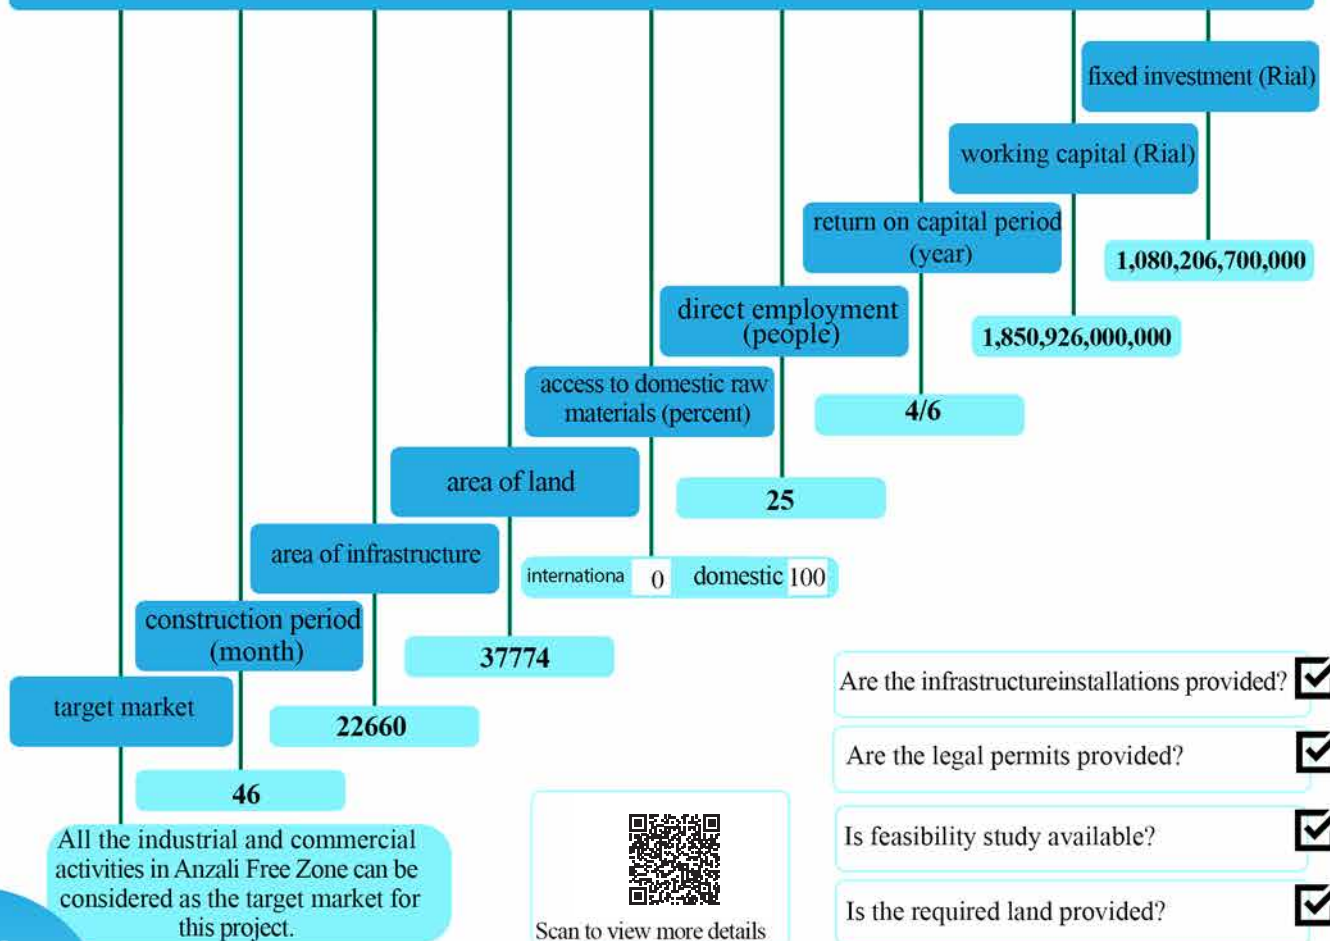 fixed investment (Rial)
1,080,206,700,000
working capital (Rial)
1,850,926,000,000
return on capital period
(year)
4/6
direct employment
(people)
25
access to domestic raw
materials (percent)
internationa 0 domestic 100
area of land
37774
area of infrastructure
22660
construction period
(month)
46
target market
All the industrial and commercial
activities in Anzali Free Zone can be
considered as the target market for
this project.
Scan to view more details
Are the infrastructureinstallations provided?
Are the legal permits provided?
Is feasibility study available?
Is the required land provided?